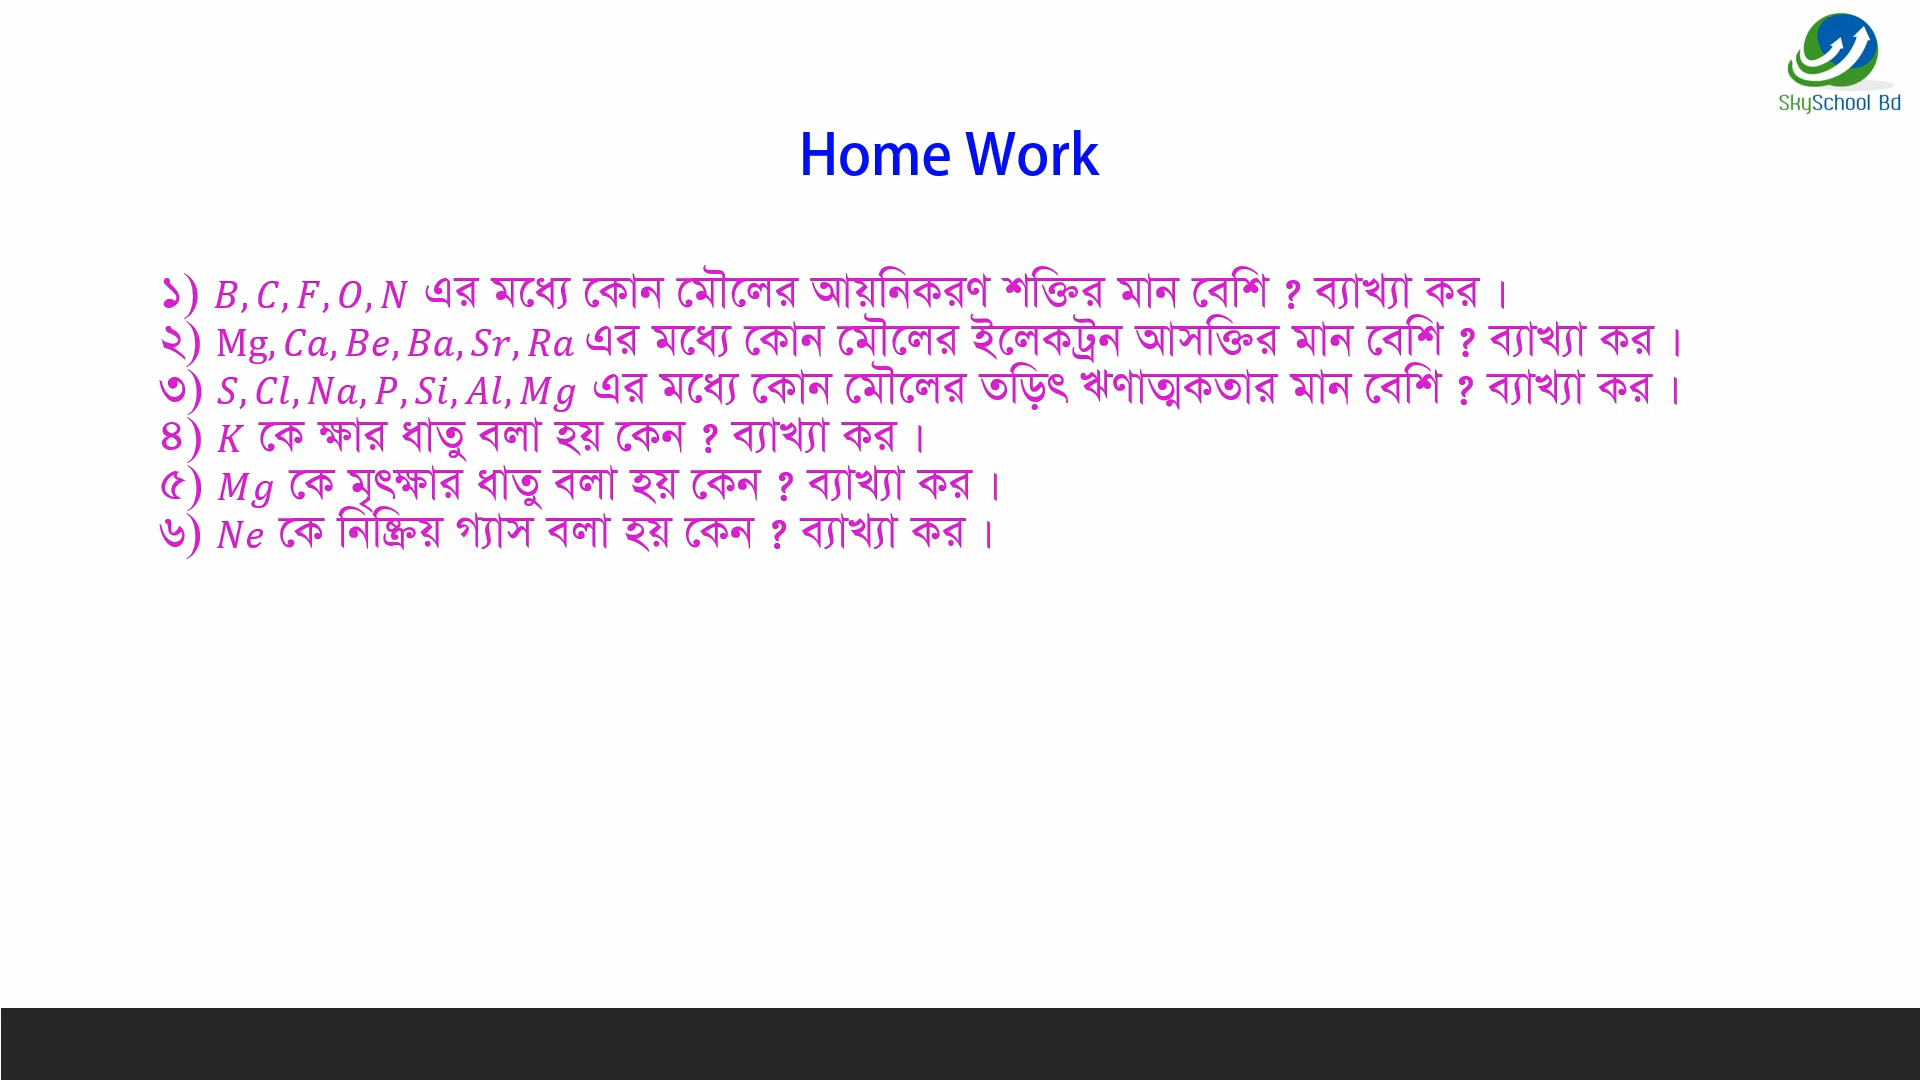 SkySchool Bd
Home Work
১) B, C, F, O, N এর মধ্যে কোন মৌলের আয়নিকরণ শক্তির মান বেশি ? ব্যাখ্যা কর ।
২) Mg, Ca, Be, Ba, Sr, Ra এর মধ্যে কোন মৌলের ইলেকট্রন আসক্তির মান বেশি ? ব্যাখ্যা কর ।
৩) S, Cl, Na, P, Si, Al, Mg এর মধ্যে কোন মৌলের তড়িৎ ঋণাত্মকতার মান বেশি ? ব্যাখ্যা কর ।
৪) K কে ক্ষার ধাতু বলা হয় কেন ? ব্যাখ্যা কর ।
৫) Mg কে মৃৎক্ষার ধাতু বলা হয় কেন ? ব্যাখ্যা কর ।
৬) Ne কে নিষ্ক্রিয় গ্যাস বলা হয় কেন ? ব্যাখ্যা কর ।